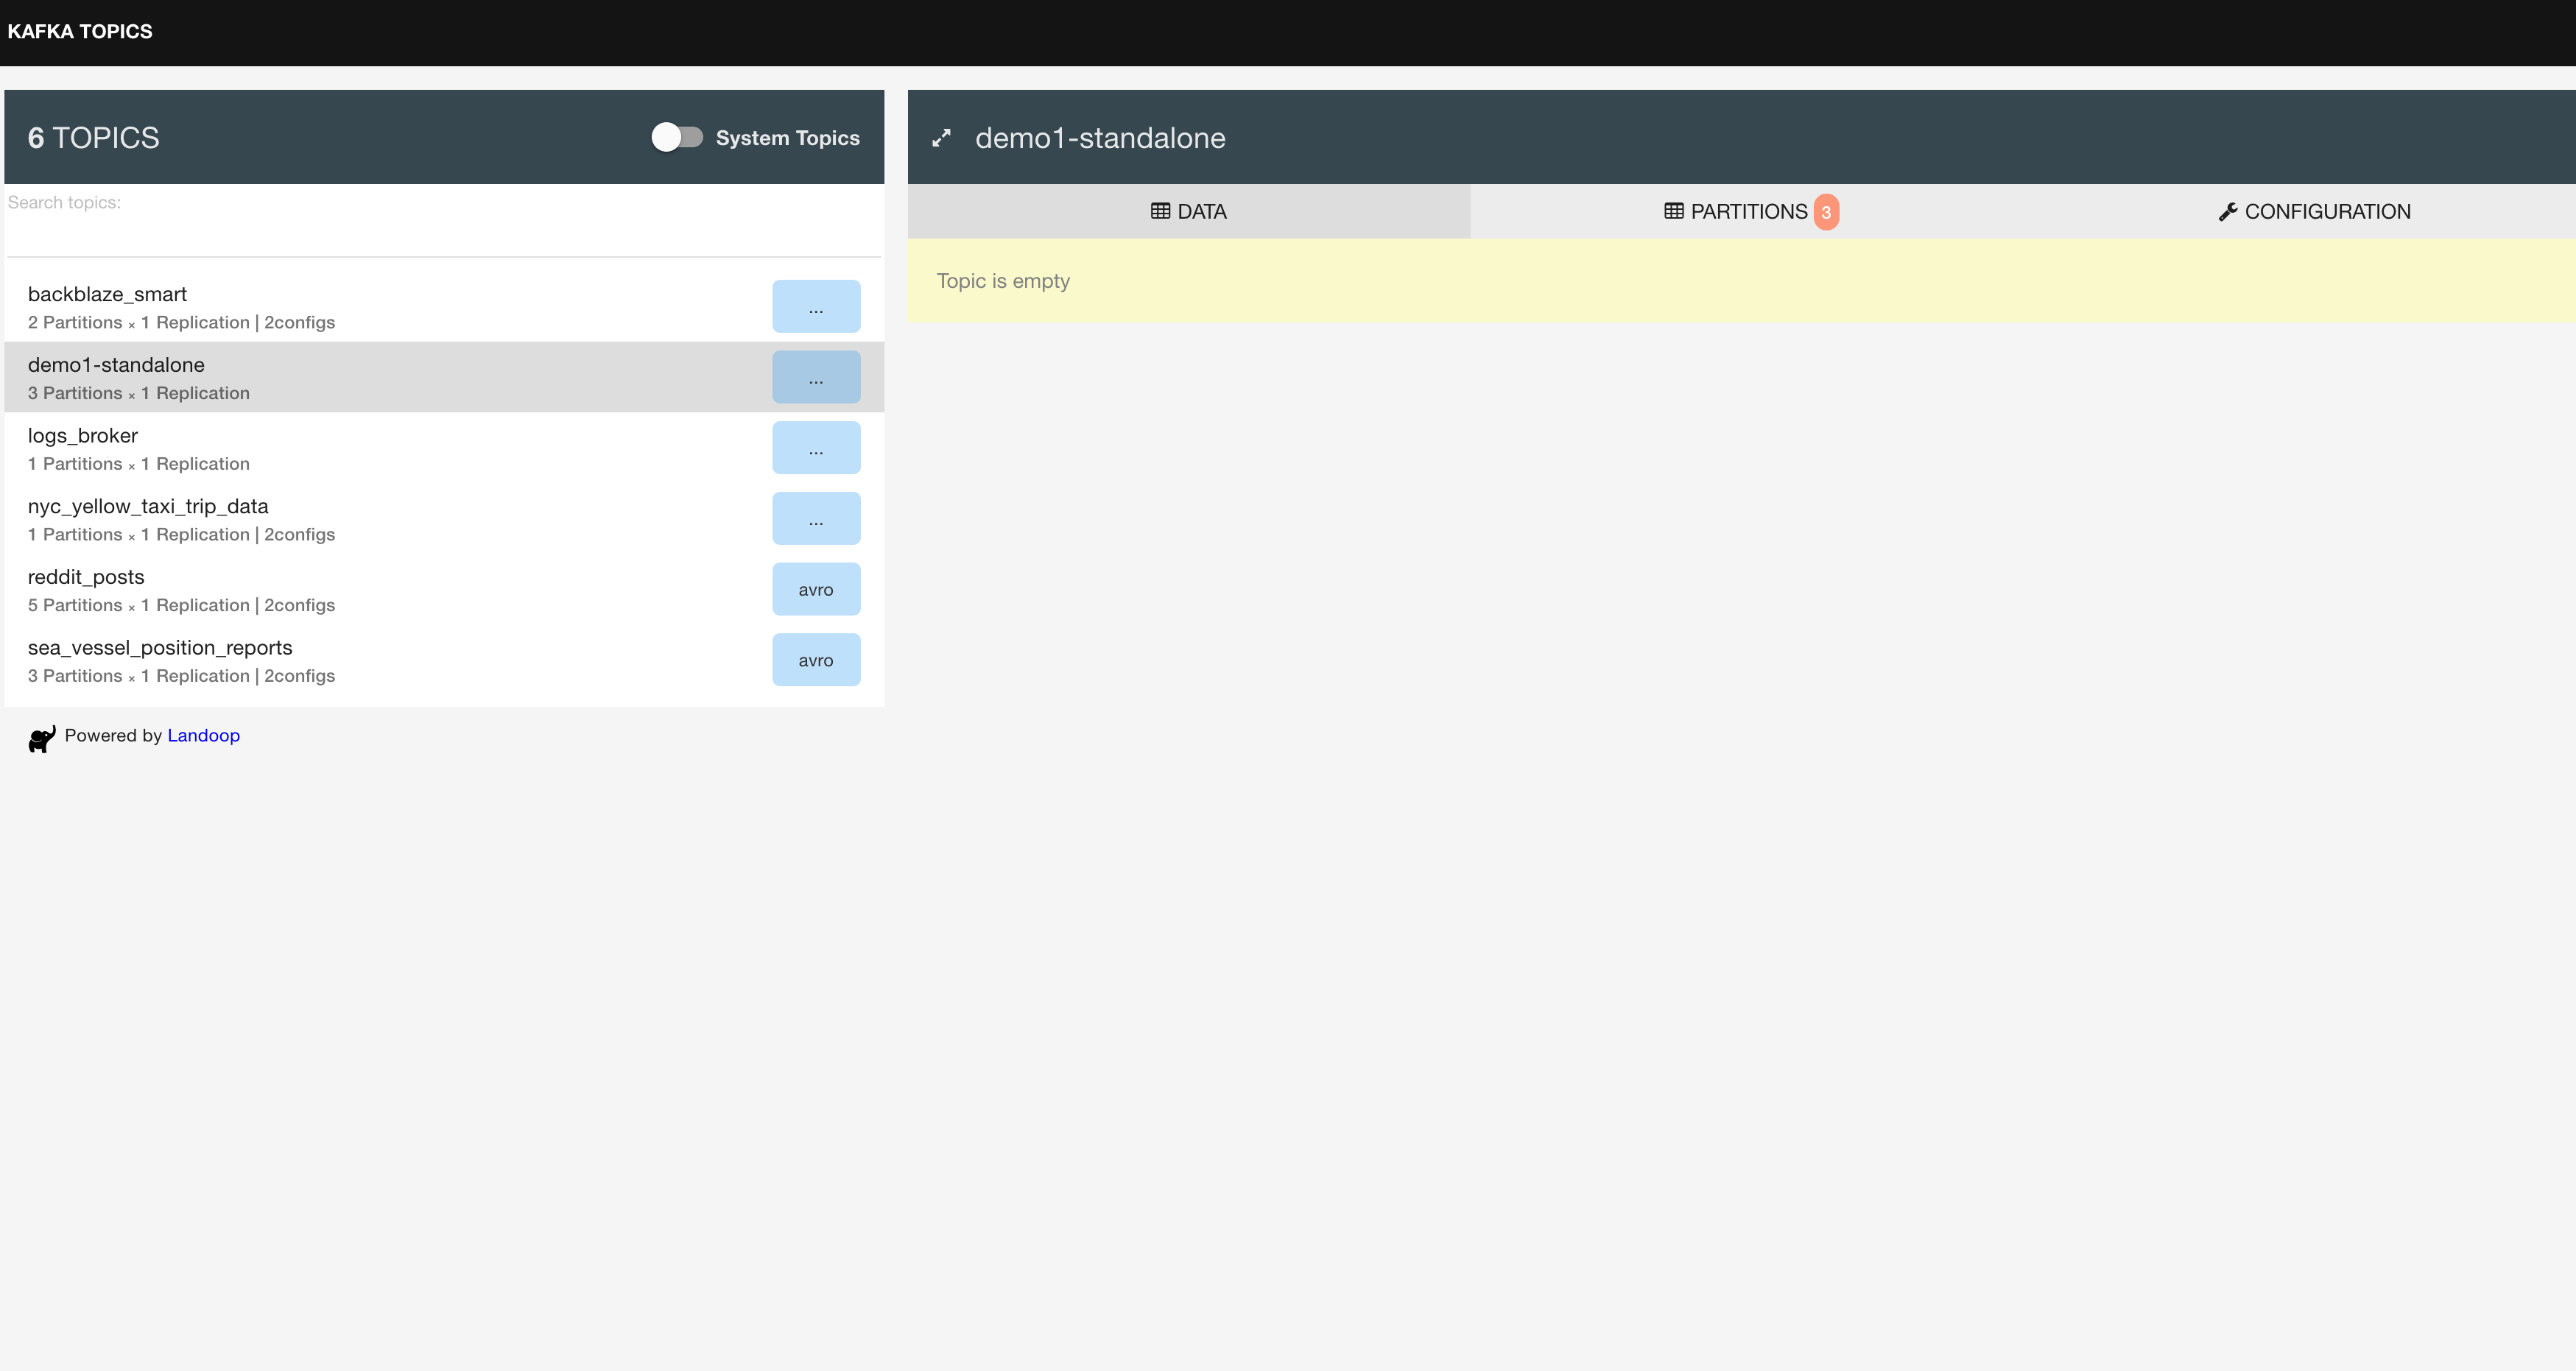 KAFKA TOPICS
6 TOPICS
System Topics
Search topics:
backblaze_smart
2 Partitions × 1 Replication | 2configs
...
demo1-standalone
3 Partitions × 1 Replication
...
logs_broker
1 Partitions × 1 Replication
...
nyc_yellow_taxi_trip_data
1 Partitions × 1 Replication | 2configs
...
reddit_posts
5 Partitions × 1 Replication | 2configs
avro
sea_vessel_position_reports
3 Partitions × 1 Replication | 2configs
avro
Powered by Landoop
demo1-standalone
DATA
PARTITIONS 3
CONFIGURATION
Topic is empty